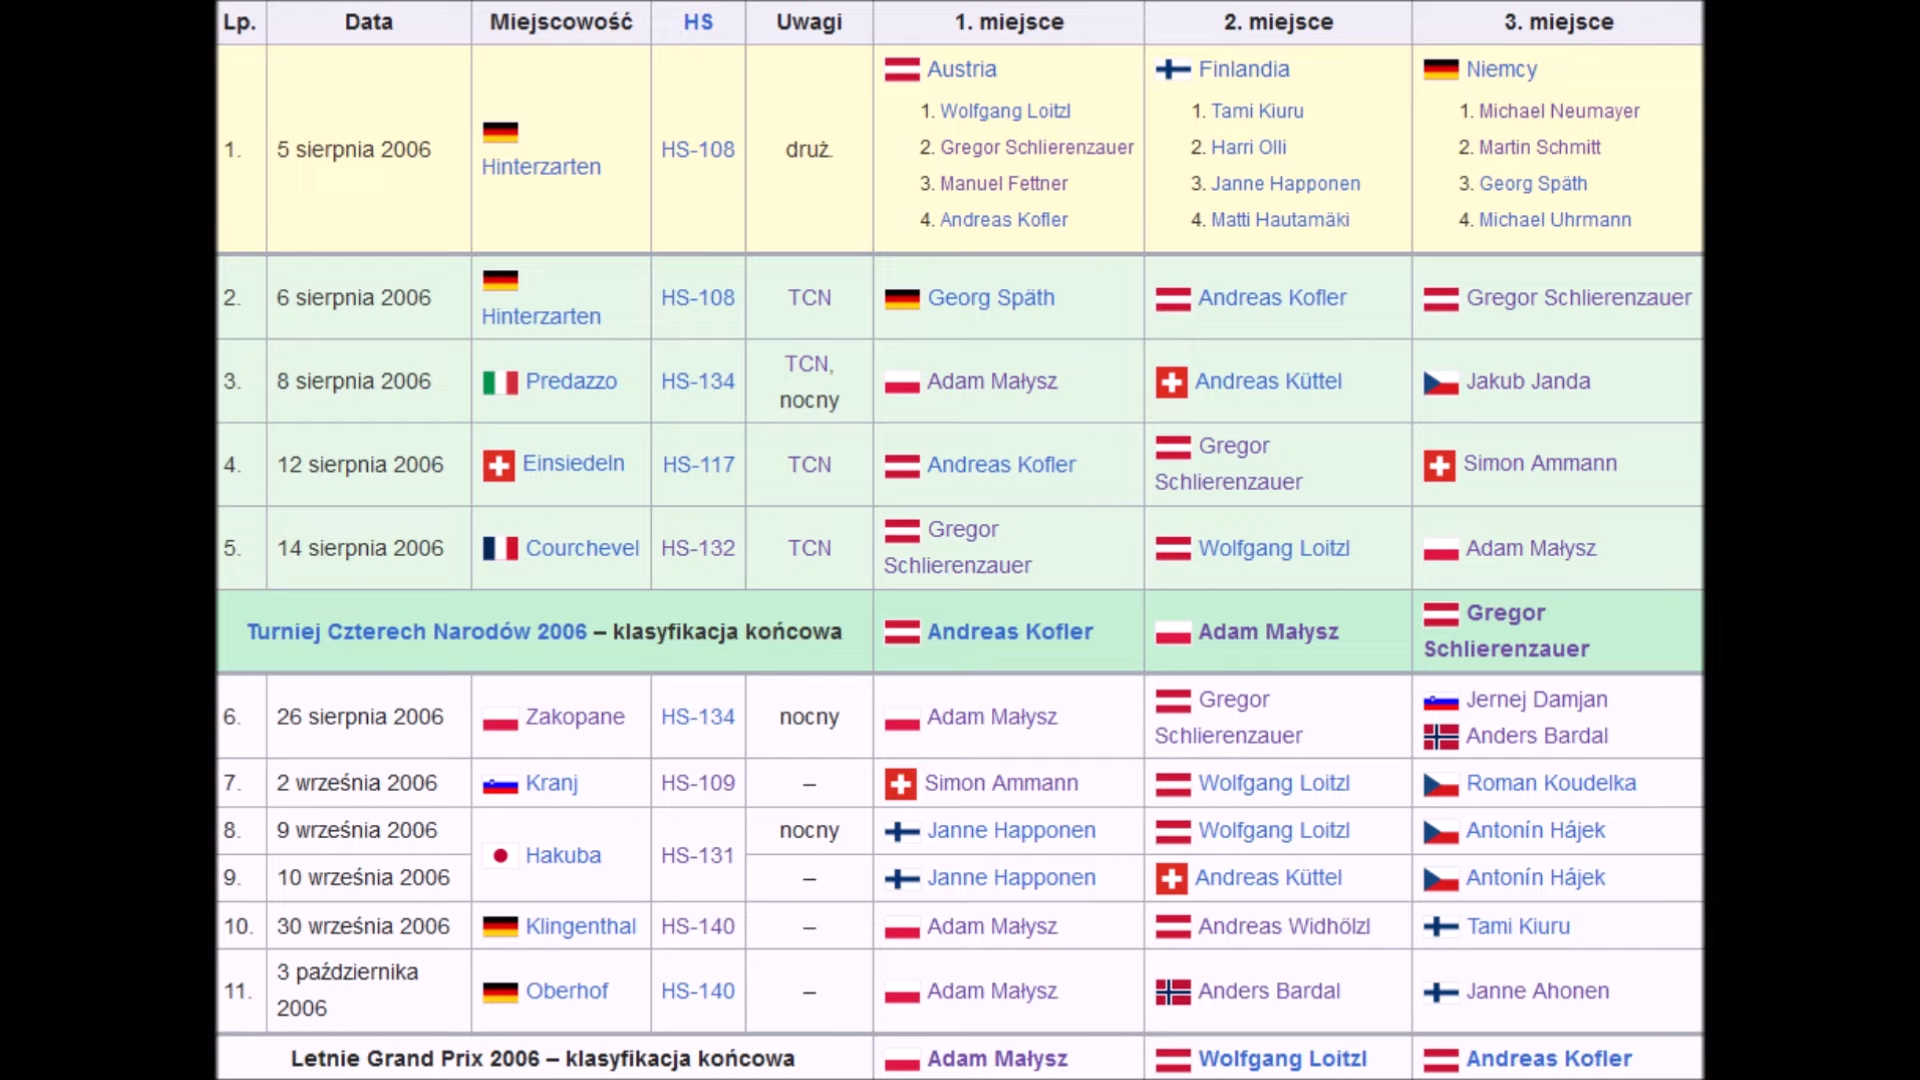 Lp. Data Miejscowość HS Uwagi 1. miejsce 2. miejsce 3. miejsce
Austria Finlandia Niemcy
1. Wolfgang Loitzl 1. Tami Kiuru 1. Michael Neumayer
2. Gregor Schlierenzauer 2. Harri Olli 2. Martin Schmitt
1. 5 sierpnia 2006 Hinterzarten HS-108 druż.
3. Manuel Fettner 3. Janne Happonen 3. Georg Späth
4. Andreas Kofler 4. Matti Hautamäki 4. Michael Uhrmann
2. 6 sierpnia 2006 Hinterzarten HS-108 TCN Georg Späth Andreas Kofler Gregor Schlierenzauer
3. 8 sierpnia 2006 Predazzo HS-134 TCN, nocny Adam Małysz Andreas Küttel Jakub Janda
4. 12 sierpnia 2006 Einsiedeln HS-117 TCN Andreas Kofler Gregor Schlierenzauer Simon Ammann
5. 14 sierpnia 2006 Courchevel HS-132 TCN Gregor Schlierenzauer Wolfgang Loitzl Adam Małysz
Turniej Czterech Narodów 2006 – klasyfikacja końcowa Andreas Kofler Adam Małysz Gregor Schlierenzauer
6. 26 sierpnia 2006 Zakopane HS-134 nocny Adam Małysz Gregor Schlierenzauer Jernej Damjan Anders Bardal
7. 2 września 2006 Kranj HS-109 – Simon Ammann Wolfgang Loitzl Roman Koudelka
8. 9 września 2006 Hakuba HS-131 nocny Janne Happonen Wolfgang Loitzl Antonín Hájek
9. 10 września 2006 – Janne Happonen Andreas Küttel Antonín Hájek
10. 30 września 2006 Klingenthal HS-140 – Adam Małysz Andreas Widhölzl Tami Kiuru
11. 3 października 2006 Oberhof HS-140 – Adam Małysz Anders Bardal Janne Ahonen
Letnie Grand Prix 2006 – klasyfikacja końcowa Adam Małysz Wolfgang Loitzl Andreas Kofler